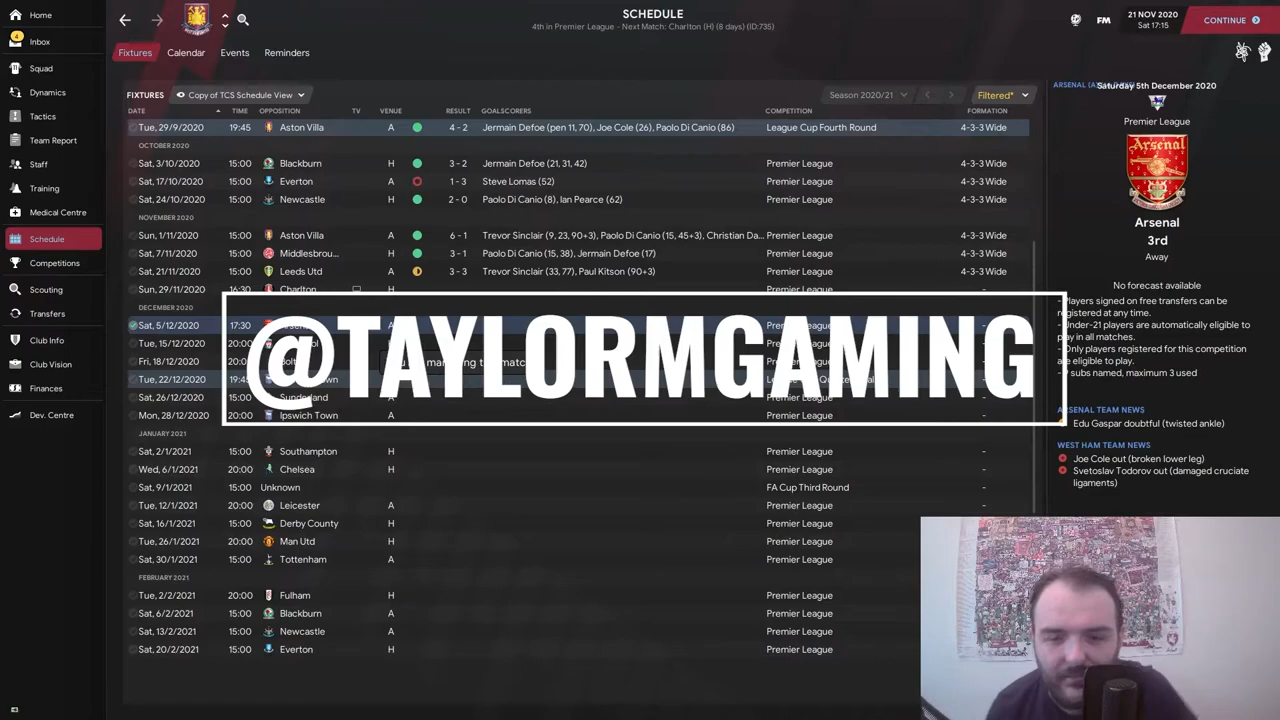 Home
4
Inbox
Squad
Dynamics
Tactics
Team Report
Staff
Training
Medical Centre
Schedule
Competitions
Scouting
Transfers
Club Info
Club Vision
Finances
Dev. Centre
SCHEDULE
4th in Premier League - Next Match: Charlton (H) (8 days) (ID:735)
FM
21 NOV 2020
Sat 17:15
CONTINUE
Fixtures Calendar Events Reminders
FIXTURES Copy of TCS Schedule View Season 2020/21 Filtered*
DATE TIME OPPOSITION TV VENUE RESULT GOALSCORERS COMPETITION FORMATION
Tue, 29/9/2020 19:45 Aston Villa A 4 - 2 Jermain Defoe (pen 11, 70), Joe Cole (26), Paolo Di Canio (86) League Cup Fourth Round 4-3-3 Wide
OCTOBER 2020
Sat, 3/10/2020 15:00 Blackburn H 3 - 2 Jermain Defoe (21, 31, 42) Premier League 4-3-3 Wide
Sat, 17/10/2020 15:00 Everton A 1 - 2 Steve Lomas (52) Premier League 4-3-3 Wide
Sat, 24/10/2020 15:00 Newcastle H 2 - 0 Paolo Di Canio (8), Ian Pearce (62) Premier League 4-3-3 Wide
NOVEMBER 2020
Sun, 1/11/2020 15:00 Aston Villa A 6 - 1 Trevor Sinclair (9, 23, 90+3), Paolo Di Canio (15, 45+3), Christian Da... Premier League 4-3-3 Wide
Sat, 7/11/2020 15:00 Middlesbrou... H 3 - 1 Paolo Di Canio (15, 38), Jermain Defoe (17) Premier League 4-3-3 Wide
Sat, 21/11/2020 15:00 Leeds Utd A 3 - 3 Trevor Sinclair (33, 77), Paul Kitson (90+3) Premier League 4-3-3 Wide
Sun, 29/11/2020 16:30 Charlton H
DECEMBER 2020
Sat, 5/12/2020 17:30
Tue, 15/12/2020
Fri, 18/12/2020
Tue, 22/12/2020
Sat, 26/12/2020 Sunderland
Mon, 28/12/2020 20:00 Ipswich Town A Premier League -
@TAYLORMGAMING
JANUARY 2021
Sat, 2/1/2021 15:00 Southampton H Premier League -
Wed, 6/1/2021 20:00 Chelsea H Premier League -
Sat, 9/1/2021 15:00 Unknown FA Cup Third Round -
Tue, 12/1/2021 20:00 Leicester A Premier League -
Sat, 16/1/2021 15:00 Derby County H Premier League
Tue, 26/1/2021 20:00 Man Utd H Premier League
Sat, 30/1/2021 15:00 Tottenham A Premier League
FEBRUARY 2021
Tue, 2/2/2021 20:00 Fulham H Premier League
Sat, 6/2/2021 15:00 Blackburn A Premier League
Sat, 13/2/2021 15:00 Newcastle A Premier League
Sat, 20/2/2021 15:00 Everton H Premier League
Saturday 5th December 2020
Premier League
Arsenal
Arsenal
3rd
Away
No forecast available
- Players signed on free transfers can be
registered at any time.
- Under-21 players are automatically eligible to
play in all matches.
- Only players registered for this competition
are eligible to play.
subs named, maximum 3 used
ARSENAL TEAM NEWS
Edu Gaspar doubtful (twisted ankle)
WEST HAM TEAM NEWS
Joe Cole out (broken lower leg)
Svetoslav Todorov out (damaged cruciate
ligaments)